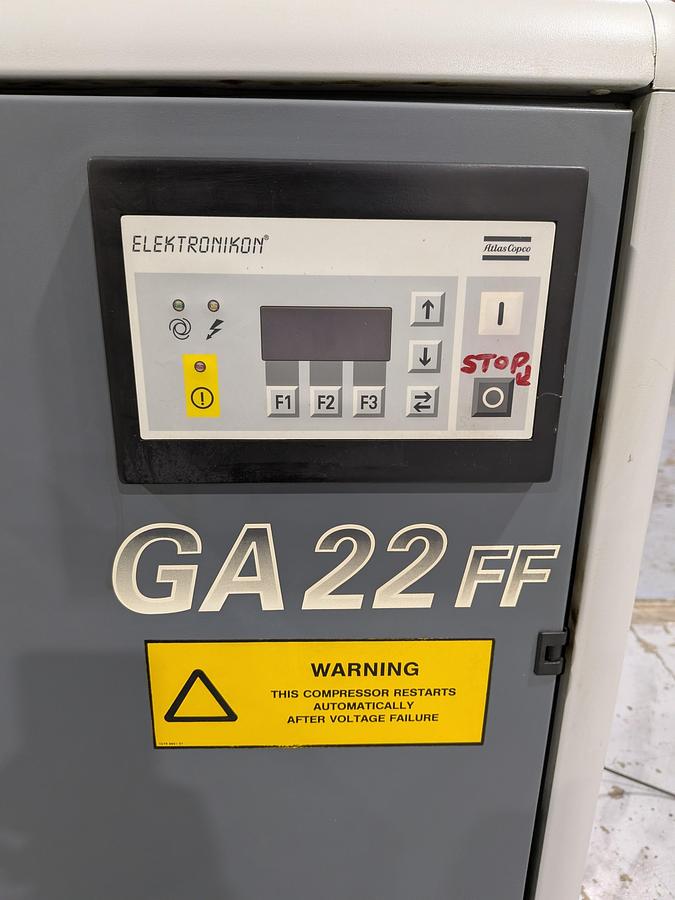 ELEKTRONIKON®
Atlas Copco
I
STOP
F1 F2 F3
O
GA 22 FF
WARNING
THIS COMPRESSOR RESTARTS
AUTOMATICALLY
AFTER VOLTAGE FAILURE